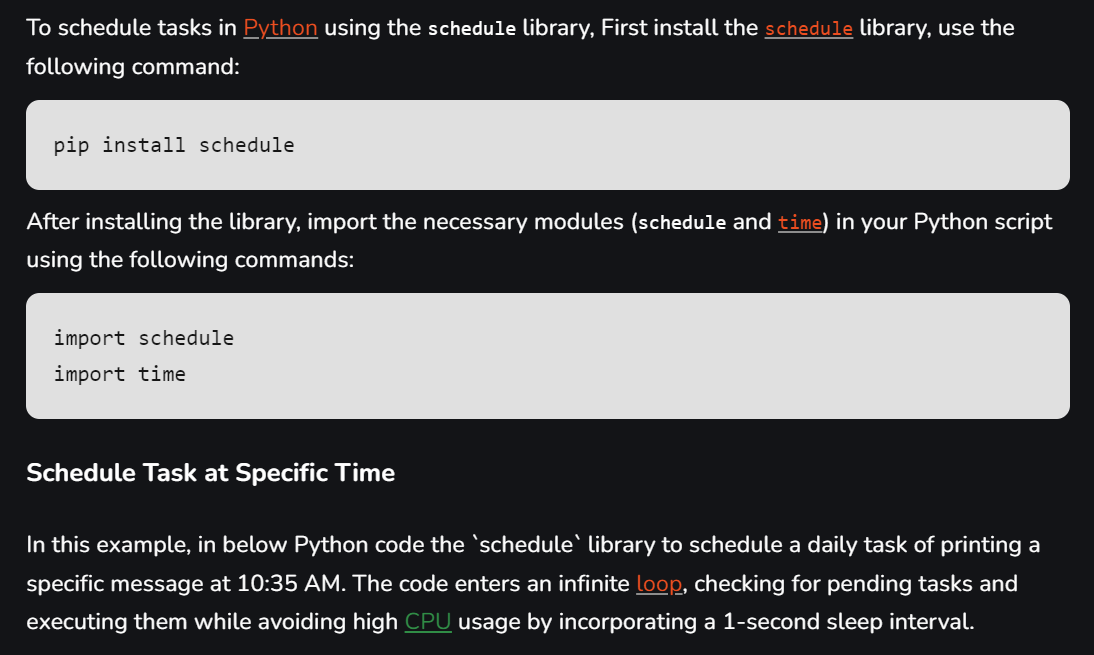 To schedule tasks in Python using the schedule library, First install the schedule library, use the
following command:
pip install schedule
After installing the library, import the necessary modules (schedule and time) in your Python script
using the following commands:
import schedule
import time
Schedule Task at Specific Time
In this example, in below Python code the `schedule` library to schedule a daily task of printing a
specific message at 10:35 AM. The code enters an infinite loop, checking for pending tasks and
executing them while avoiding high CPU usage by incorporating a 1-second sleep interval.